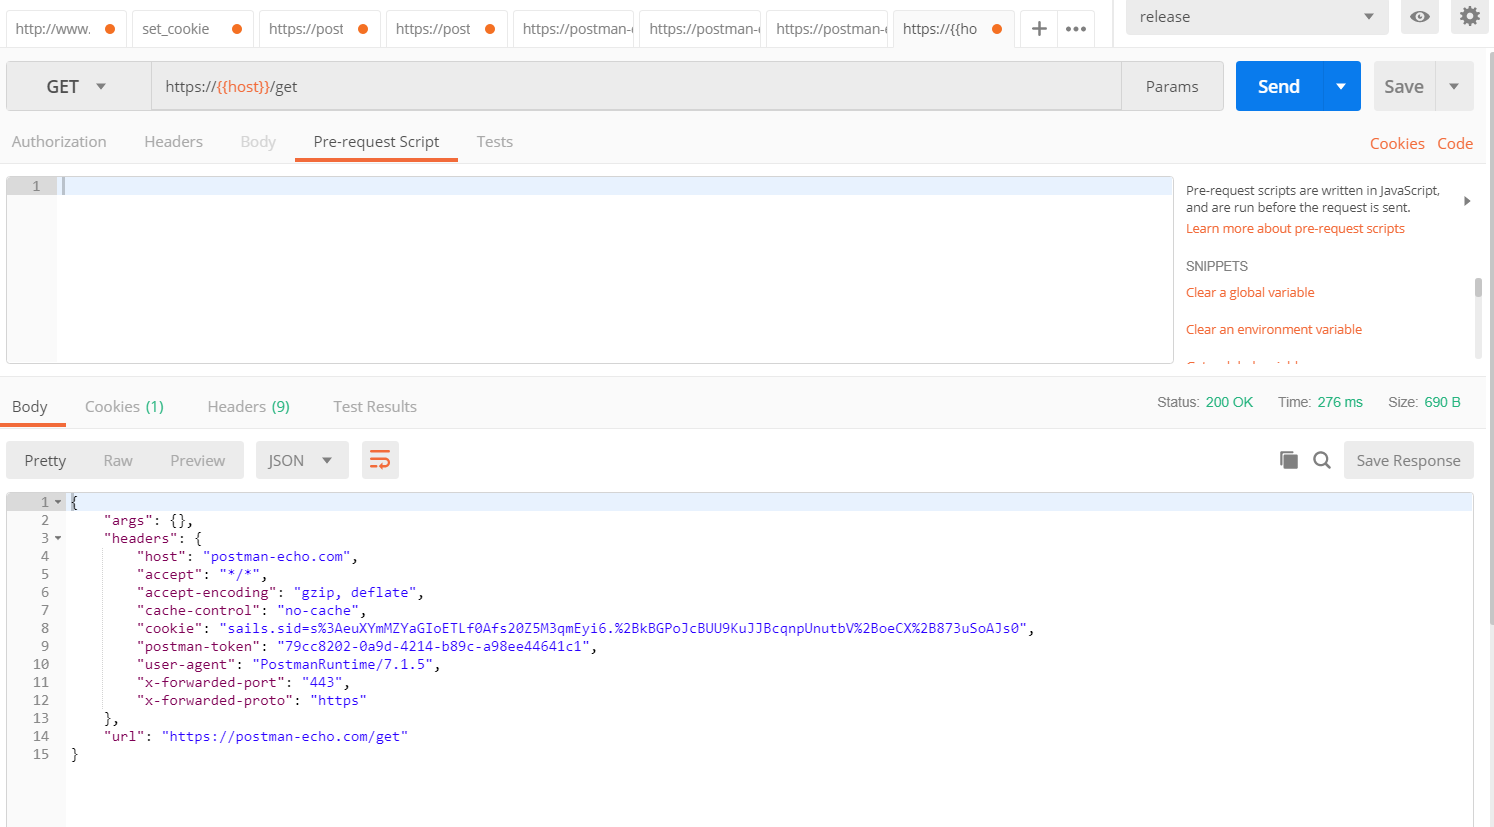 http://www.
set_cookie
https://post
https://post
https://postman-
https://postman-
https://postman-
https://{{ho
release
GET
https://{{host}}/get
Params
Send
Save
Authorization
Headers
Body
Pre-request Script
Tests
Cookies
Code
1
Pre-request scripts are written in JavaScript,
and are run before the request is sent.
Learn more about pre-request scripts
SNIPPETS
Clear a global variable
Clear an environment variable
Body
Cookies (1)
Headers (9)
Test Results
Status: 200 OK
Time: 276 ms
Size: 690 B
Pretty
Raw
Preview
JSON
Save Response
1 {
2 "args": {},
3 "headers": {
4 "host": "postman-echo.com",
5 "accept": "*/*",
6 "accept-encoding": "gzip, deflate",
7 "cache-control": "no-cache",
8 "cookie": "sails.sid=s%3AeuXYmMZYaGIoETLf0Afs20Z5M3qmEyi6.%2BkBGPoJcBUU9KuJJBcqnpUnutbV%2BoeCX%2B873uSoAJs0",
9 "postman-token": "79cc8202-0a9d-4214-b89c-a98ee44641c1",
10 "user-agent": "PostmanRuntime/7.1.5",
11 "x-forwarded-port": "443",
12 "x-forwarded-proto": "https"
13 },
14 "url": "https://postman-echo.com/get"
15 }